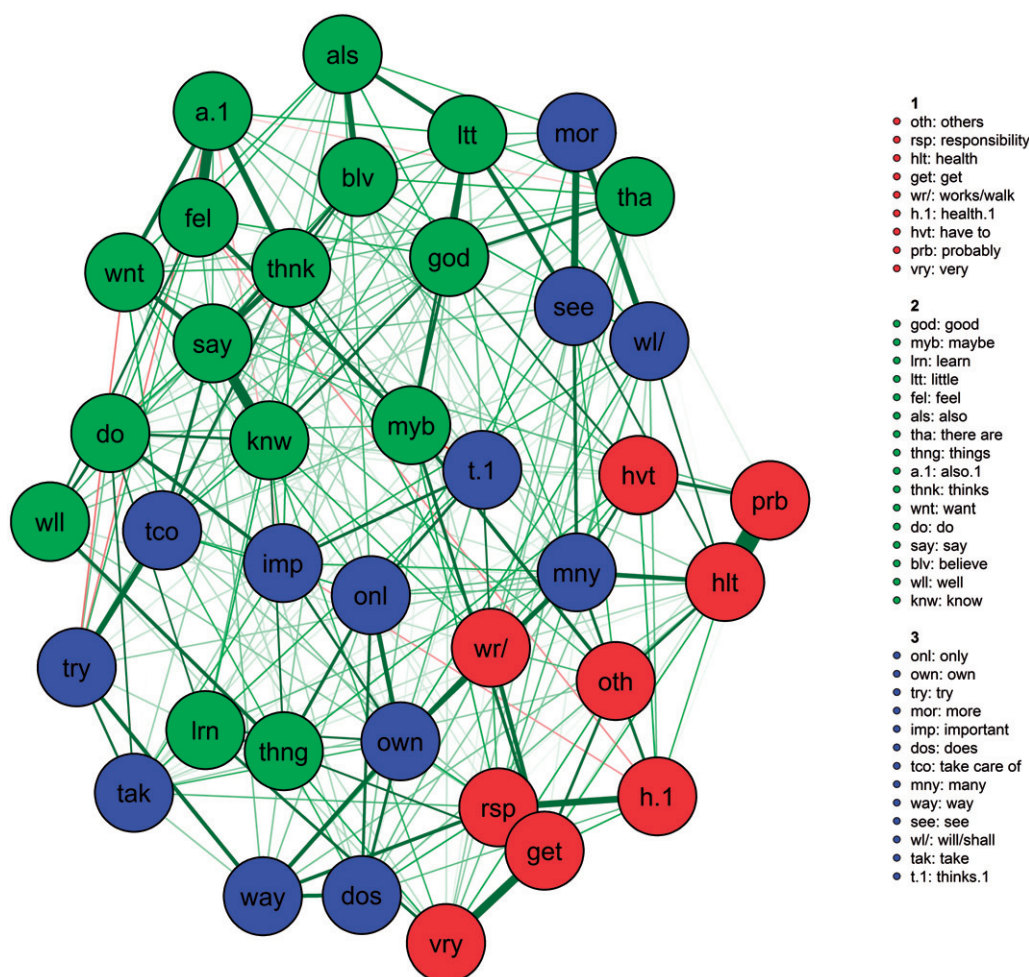 als
a.1
ltt
mor
blv
tha
fel
god
wnt
thnk
see
say
wl/
do
knw
myb
t.1
hvt
prb
wll
tco
imp
onl
mny
hlt
try
wr/
oth
lrn
thng
own
tak
rsp
h.1
get
way
dos
vry
1
oth: others
rsp: responsibility
hlt: health
get: get
wr/: works/walk
h.1: health.1
hvt: have to
prb: probably
vry: very
2
god: good
myb: maybe
lrn: learn
ltt: little
fel: feel
als: also
tha: there are
thng: things
a.1: also.1
thnk: thinks
wnt: want
do: do
say: say
blv: believe
wll: well
knw: know
3
onl: only
own: own
try: try
mor: more
imp: important
dos: does
tco: take care of
mny: many
way: way
see: see
wl/: will/shall
tak: take
t.1: thinks.1